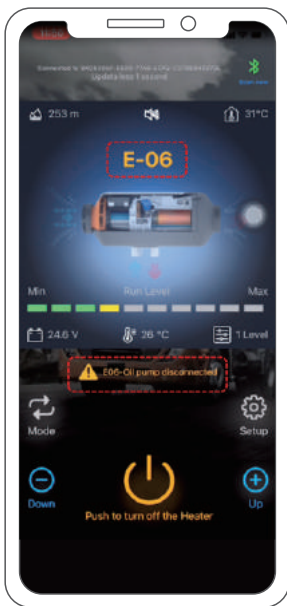 Update less 1 second
253 m
31°C
E-06
Min Run Level Max
24.6 V
26 °C
1 Level
E06-Oil pump disconnected
Mode
Setup
Down
Up
Push to turn off the Heater